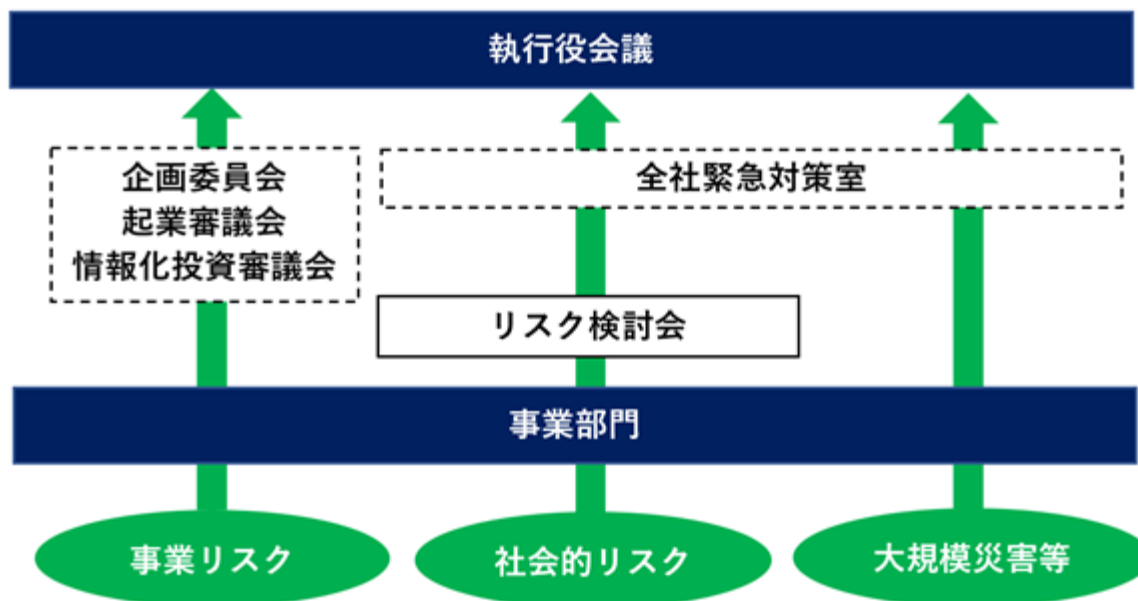 執行役会議
企画委員会
起業審議会
情報化投資審議会
全社緊急対策室
リスク検討会
事業部門
事業リスク
社会的リスク
大規模災害等